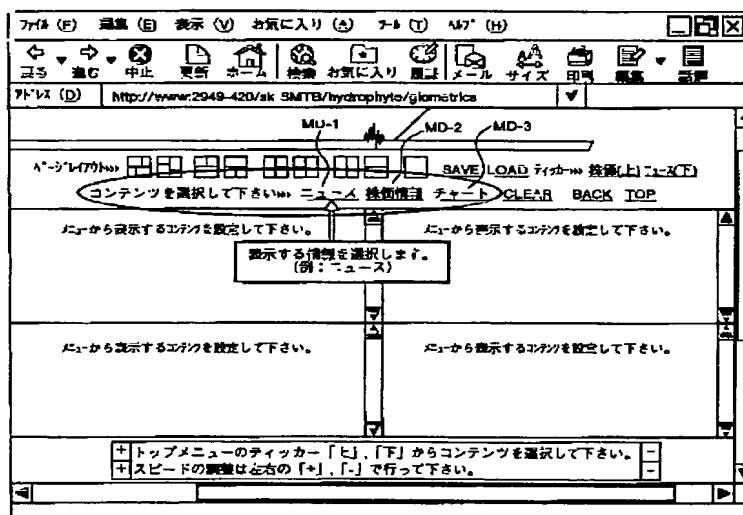 ファイル (F) 編集 (E) 表示 (V) お気に入り (A) ツール (T) ヘルプ (H)
戻る 進む 中止 更新 ホーム 検索 お気に入り 履歴 メール サイズ 印刷 編集
アドレス (D) http://www.2949-420/sk SMTB/hydrophyto/glometrics
MD-1 MD-2 MD-3
ページレイアウト»» SAVE LOAD ティッカー»» 株価(上) ニュース(下)
コンテンツを選択して下さい»» ニュース 株価情報 チャート CLEAR BACK TOP
メニューから表示するコンテンツを設定して下さい。 メニューから表示するコンテンツを設定して下さい。
表示する情報を選択します。
(例：ニュース)
メニューから表示するコンテンツを設定して下さい。 メニューから表示するコンテンツを設定して下さい。
+ トップメニューのティッカー「上」,「下」からコンテンツを選択して下さい。 -
+ スピードの調整は左右の「+」,「-」で行って下さい。 -